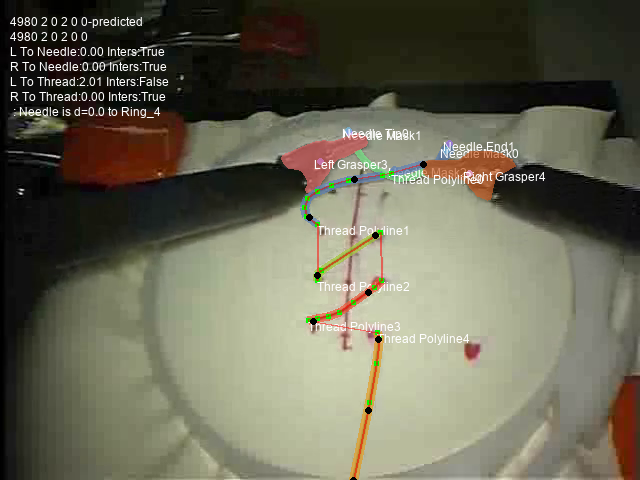 4980 2 0 2 0 0-predicted
4980 2 0 2 0 0
L To Needle:0.00 Inters:True
R To Needle:0.00 Inters:True
L To Thread:2.01 Inters:False
R To Thread:0.00 Inters:True
: Needle is d=0.0 to Ring_4
Needle Tip0
Mask1
Needle End1
Needle Mask0
Left Grasper3,
Right Grasper4
Thread Polyline0
Thread Polyline1
Thread Polyline2
Thread Polyline3
Thread Polyline4